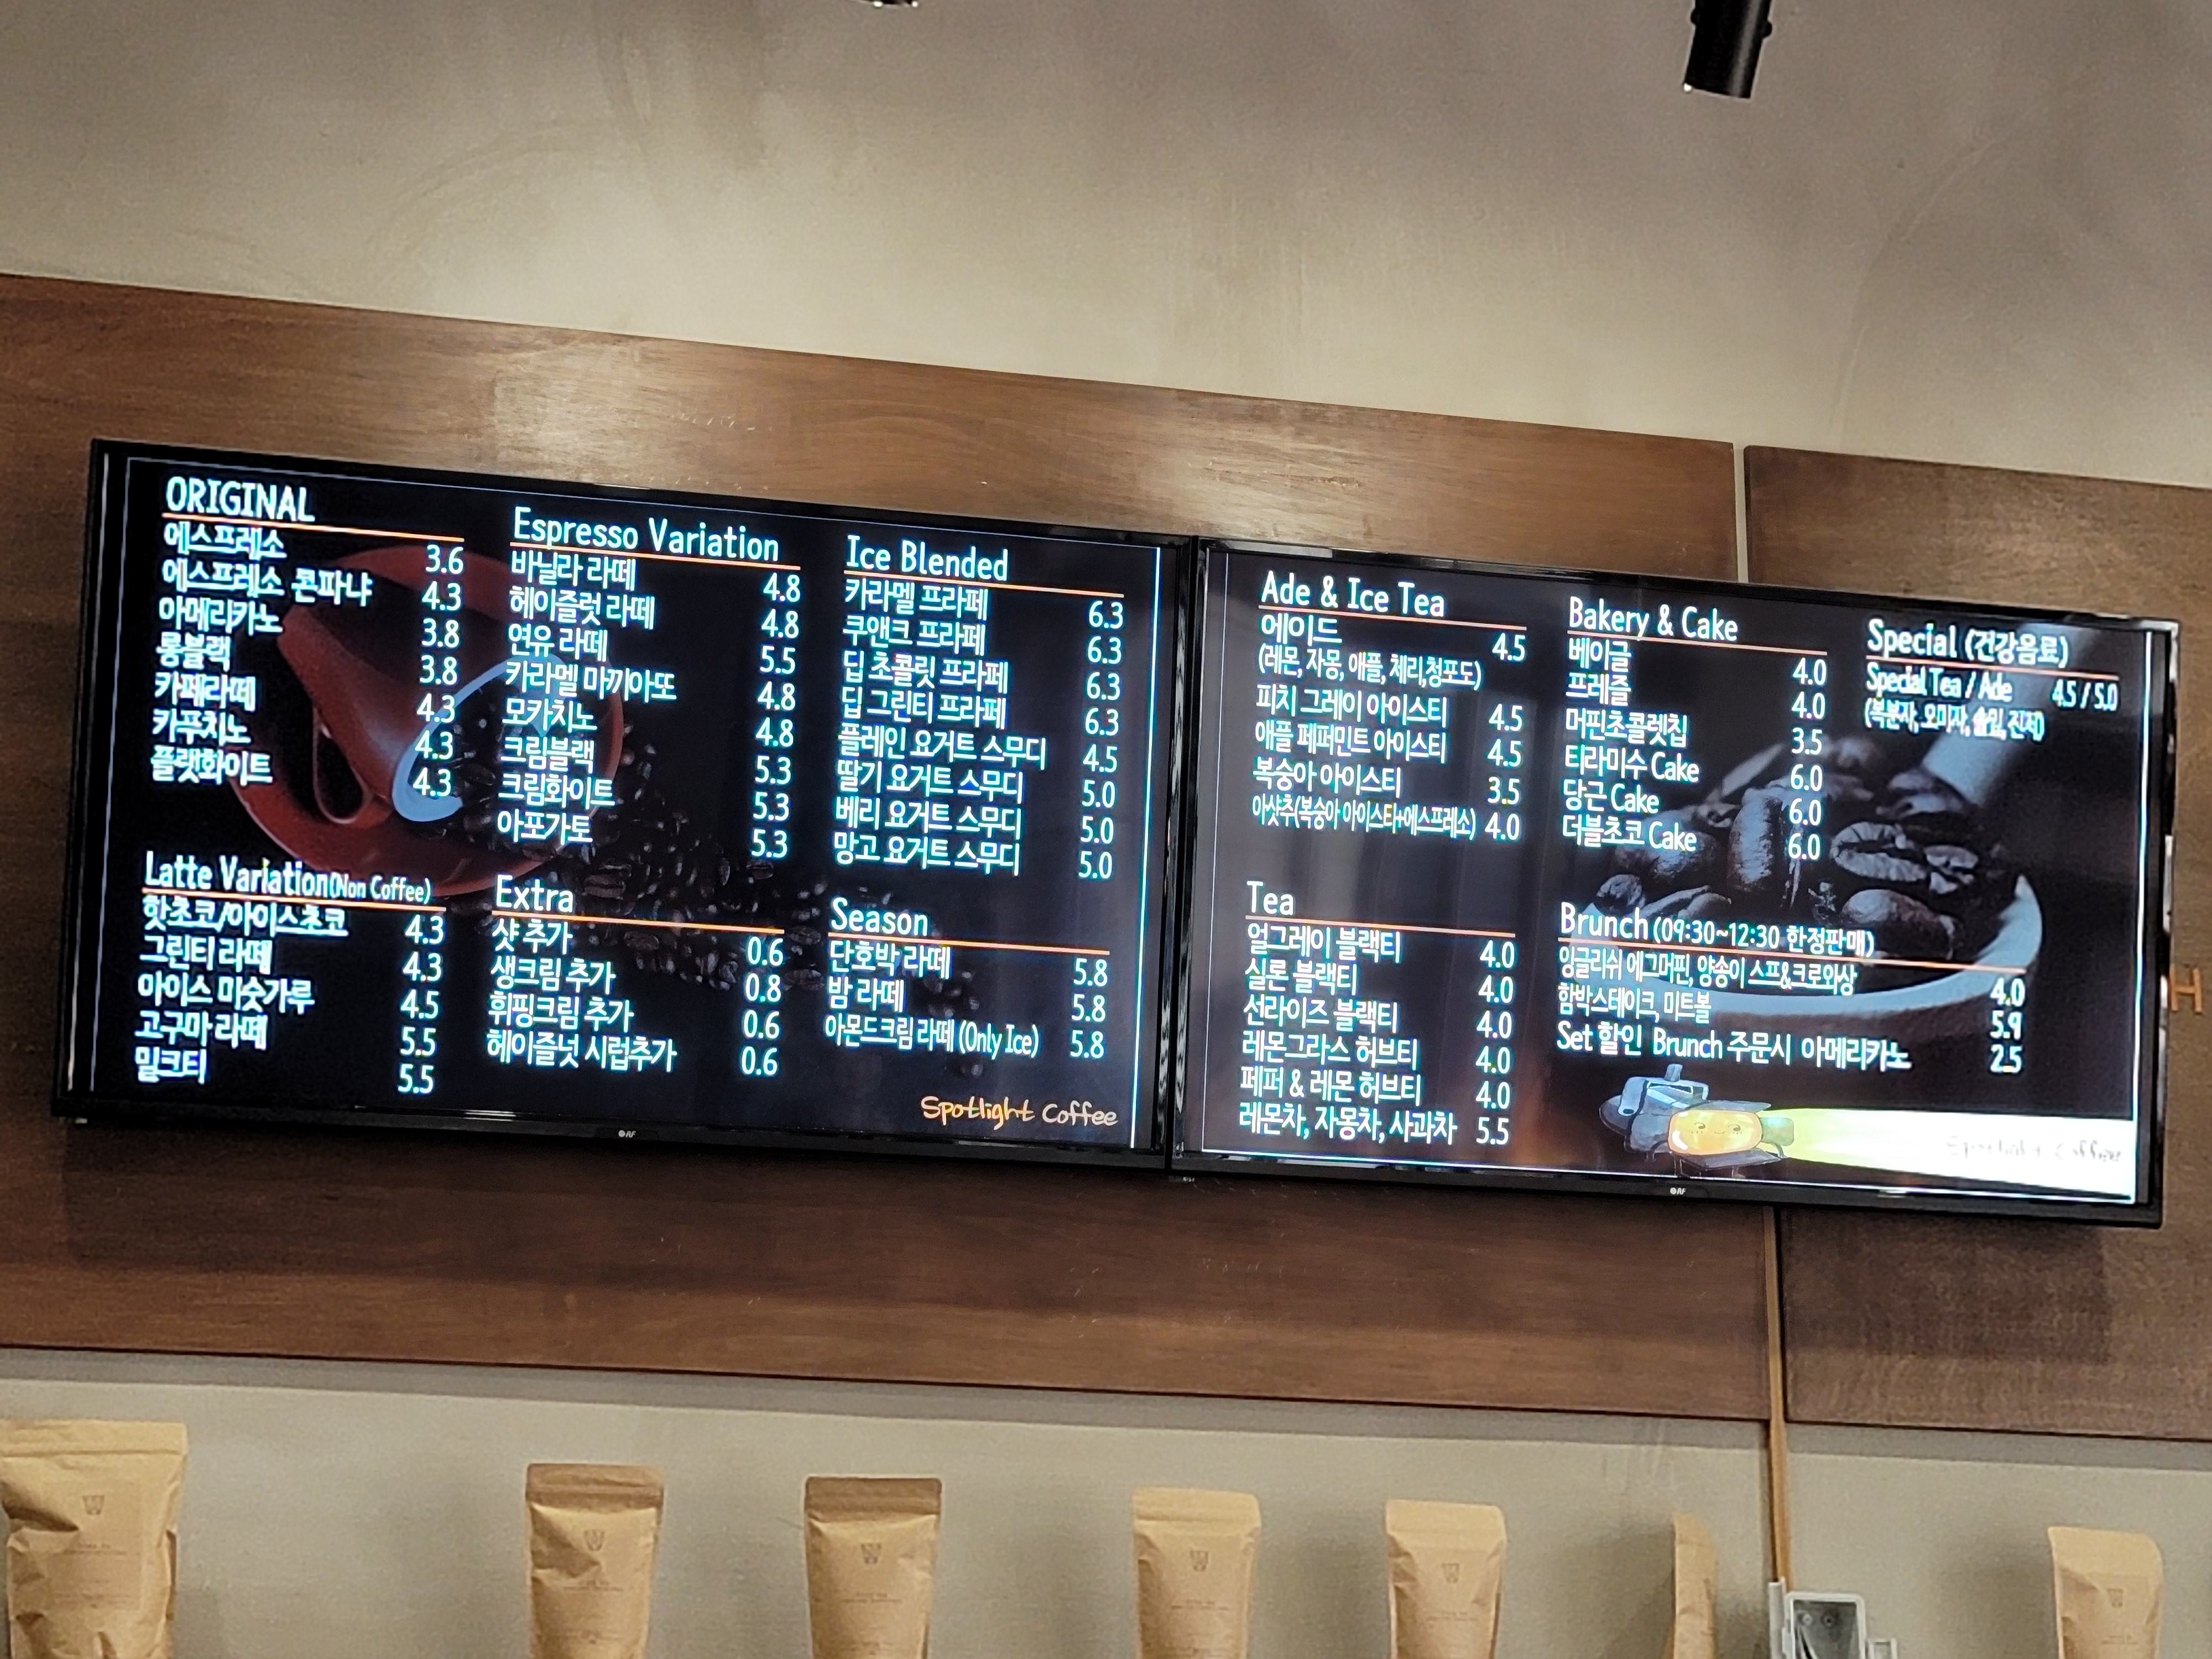 ORIGINAL
에스프레소 3.6
에스프레소 콘파냐 4.3
아메리카노 3.8
롱블랙 3.8
카페라떼 4.3
카푸치노 4.3
플랫화이트 4.3
Latte Variation(Non Coffee)
핫초코/아이스초코 4.3
그린티 라떼 4.3
아이스 미숫가루 4.5
고구마 라떼 5.5
밀크티 5.5
Espresso Variation
바닐라 라떼 4.8
헤이즐럿 라떼 4.8
연유 라떼 5.5
카라멜 마끼아또 4.8
모카치노 4.8
크림블랙 5.3
크림화이트 5.3
아포가토 5.3
Extra
샷 추가 0.6
생크림 추가 0.8
휘핑크림 추가 0.6
헤이즐넛 시럽추가 0.6
Ice Blended
카라멜 프라페 6.3
쿠앤크 프라페 6.3
딥 초콜릿 프라페 6.3
딥 그린티 프라페 6.3
플레인 요거트 스무디 4.5
딸기 요거트 스무디 5.0
베리 요거트 스무디 5.0
망고 요거트 스무디 5.0
Season
단호박 라떼 5.8
밤 라떼 5.8
아몬드크림 라떼 (Only Ice) 5.8
Spotlight Coffee
Ade & Ice Tea
에이드 4.5
(레몬, 자몽, 애플, 체리,청포도)
피치 그레이 아이스티 4.5
애플 페퍼민트 아이스티 4.5
복숭아 아이스티 3.5
아샷추(복숭아 아이스티+에스프레소) 4.0
Tea
얼그레이 블랙티 4.0
실론 블랙티 4.0
선라이즈 블랙티 4.0
레몬그라스 허브티 4.0
페퍼 & 레몬 허브티 4.0
레몬차, 자몽차, 사과차 5.5
Bakery & Cake
베이글 4.0
프레즐 4.0
머핀초콜렛칩 3.5
티라미수 Cake 6.0
당근 Cake 6.0
더블초코 Cake 6.0
Brunch (09:30~12:30 한정판매)
잉글리쉬 에그머핀, 양송이 스프&크로와상 4.0
함박스테이크, 미트볼 5.9
Set 할인 Brunch 주문시 아메리카노 2.5
Special (건강음료)
Special Tea / Ade 4.5 / 5.0
(복분자, 오미자, 솔잎, 진저)
Spotlight Coffee
RF
RF
H